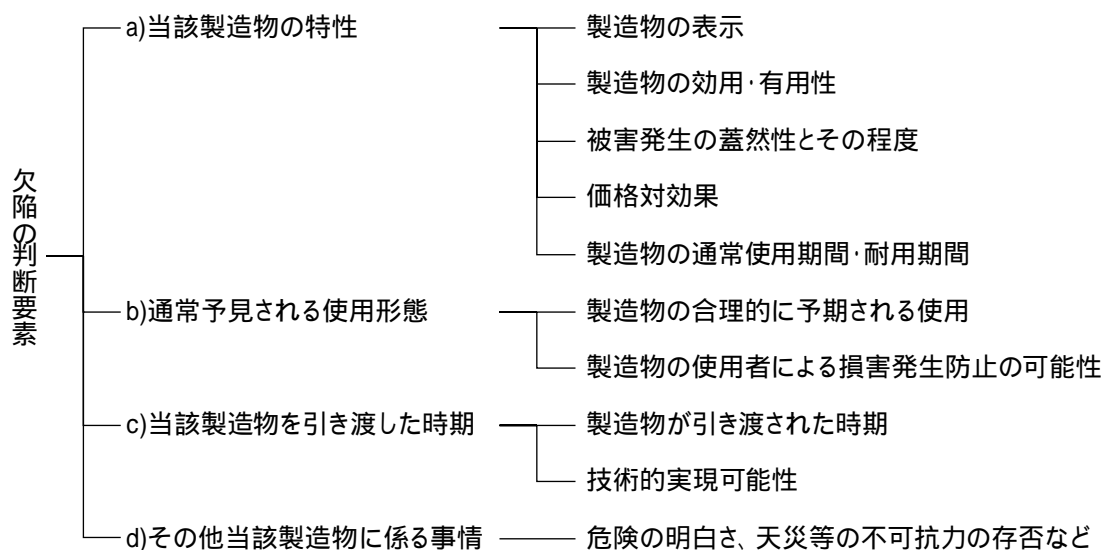 欠陥の判断要素
a)当該製造物の特性
製造物の表示
製造物の効用・有用性
被害発生の蓋然性とその程度
価格対効果
製造物の通常使用期間・耐用期間
b)通常予見される使用形態
製造物の合理的に予期される使用
製造物の使用者による損害発生防止の可能性
c)当該製造物を引き渡した時期
製造物が引き渡された時期
技術的実現可能性
d)その他当該製造物に係る事情
危険の明白さ、天災等の不可抗力の存否など